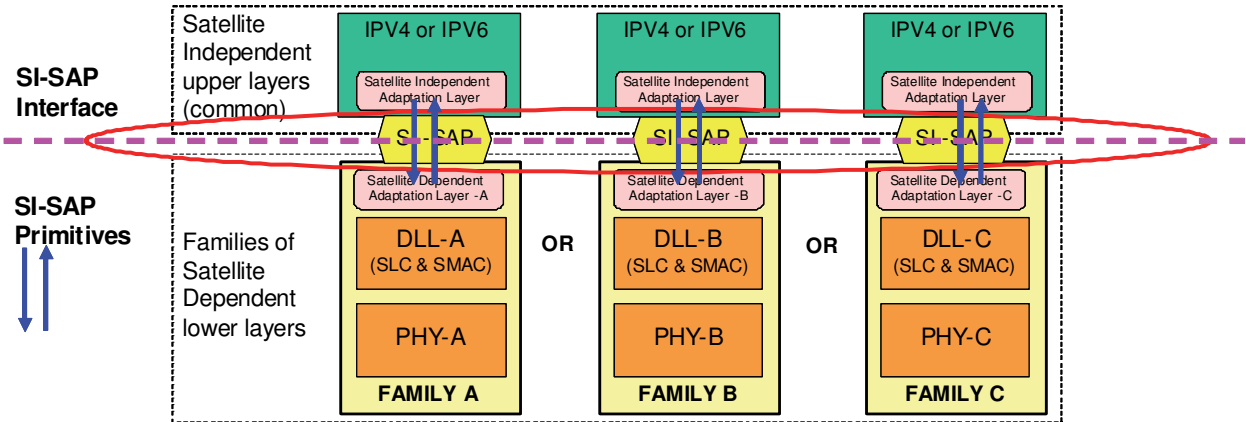 Satellite
Independent
upper layers
(common)
SI-SAP
Interface
IPV4 or IPV6
Satellite Independent
Adaptation Layer
SI-SAP
IPV4 or IPV6
Satellite Independent
Adaptation Layer
SI-SAP
IPV4 or IPV6
Satellite Independent
Adaptation Layer
SI-SAP
SI-SAP
Primitives
Families of
Satellite
Dependent
lower layers
Satellite Dependent
Adaptation Layer -A
DLL-A
(SLC & SMAC)
PHY-A
FAMILY A
OR
Satellite Dependent
Adaptation Layer -B
DLL-B
(SLC & SMAC)
PHY-B
FAMILY B
OR
Satellite Dependent
Adaptation Layer -C
DLL-C
(SLC & SMAC)
PHY-C
FAMILY C